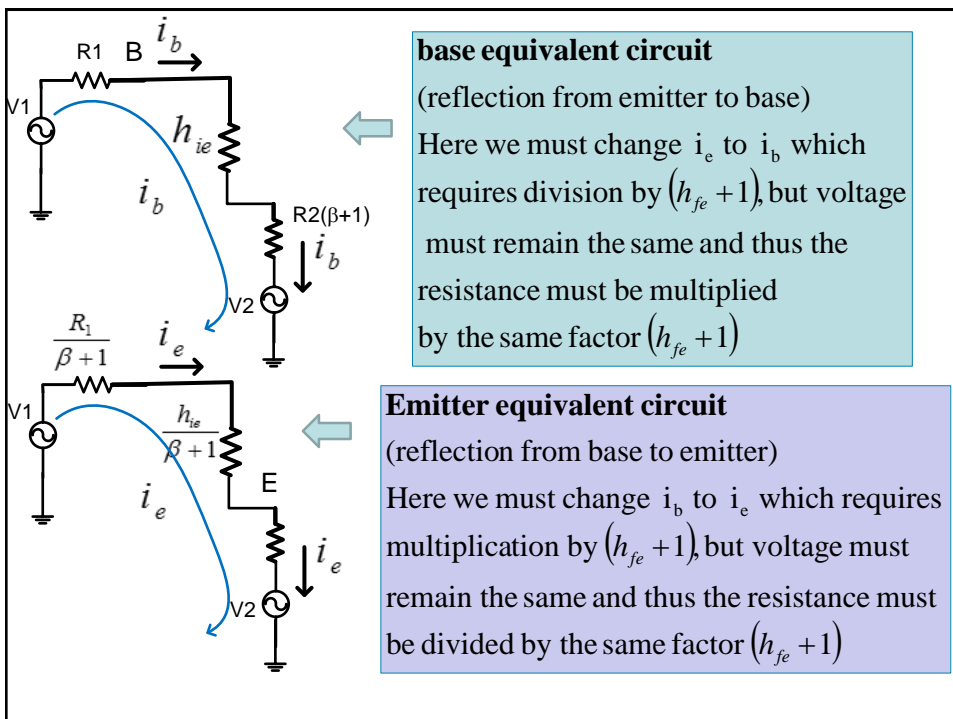 R1 B i_b
V1
h_ie
i_b
R2(β+1)
i_b
V2
base equivalent circuit
(reflection from emitter to base)
Here we must change i_e to i_b which
requires division by (h_fe + 1), but voltage
must remain the same and thus the
resistance must be multiplied
by the same factor (h_fe + 1)
R_1/β + 1 i_e
V1
h_ie/β + 1
i_e
E
i_e
V2
Emitter equivalent circuit
(reflection from base to emitter)
Here we must change i_b to i_e which requires
multiplication by (h_fe + 1), but voltage must
remain the same and thus the resistance must
be divided by the same factor (h_fe + 1)